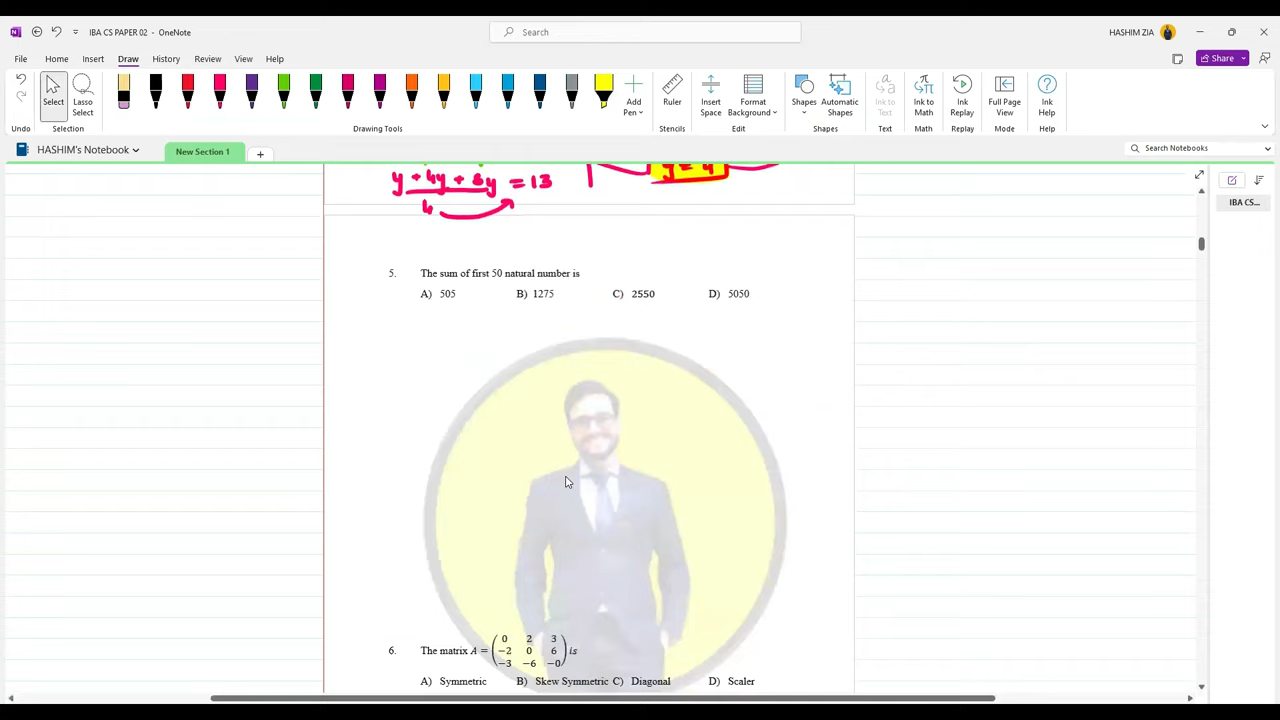 IBA CS PAPER 02 - OneNote
Search
HASHIM ZIA
File Home Insert Draw History Review View Help
Share
Select
Lasso Select
Add Pen
Ruler
Insert Space
Format Background
Shapes
Automatic Shapes
Ink to Text
Ink to Math
Ink Replay
Full Page View
Ink Help
Undo
Selection
Drawing Tools
Stencils
Edit
Shapes
Text
Math
Replay
Mode
Help
HASHIM's Notebook
New Section 1
Search Notebooks
IBA CS...
= 13
5. The sum of first 50 natural number is
A) 505 B) 1275 C) 2550 D) 5050
6. The matrix A = ( 0 2 3
−2 0 6
−3 −6 −0 ) is
A) Symmetric B) Skew Symmetric C) Diagonal D) Scaler